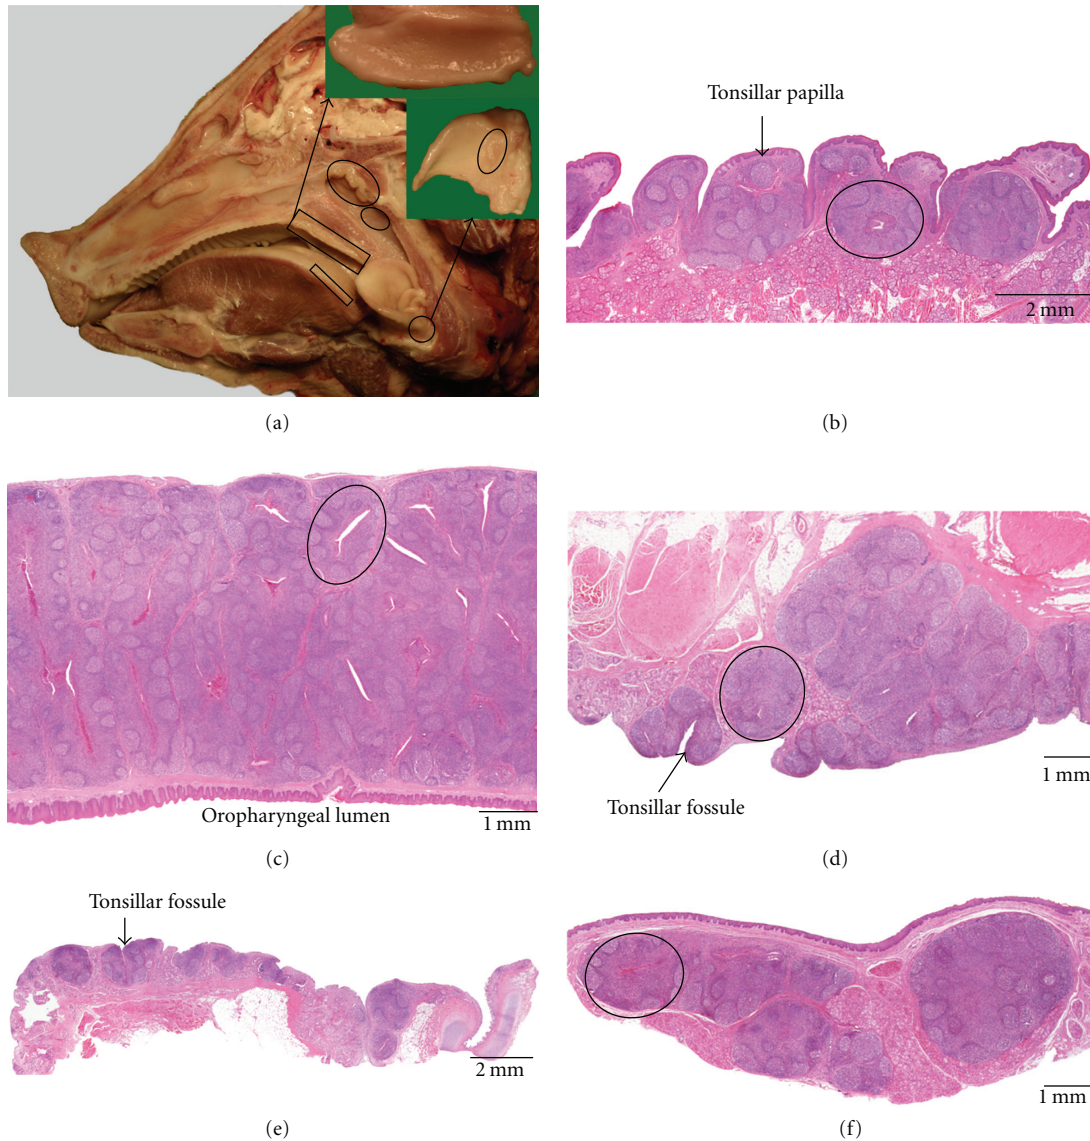 Tonsillar papilla
2 mm
(a)
(b)
Oropharyngeal lumen
1 mm
Tonsillar fossule
1 mm
(c)
(d)
Tonsillar fossule
2 mm
1 mm
(e)
(f)